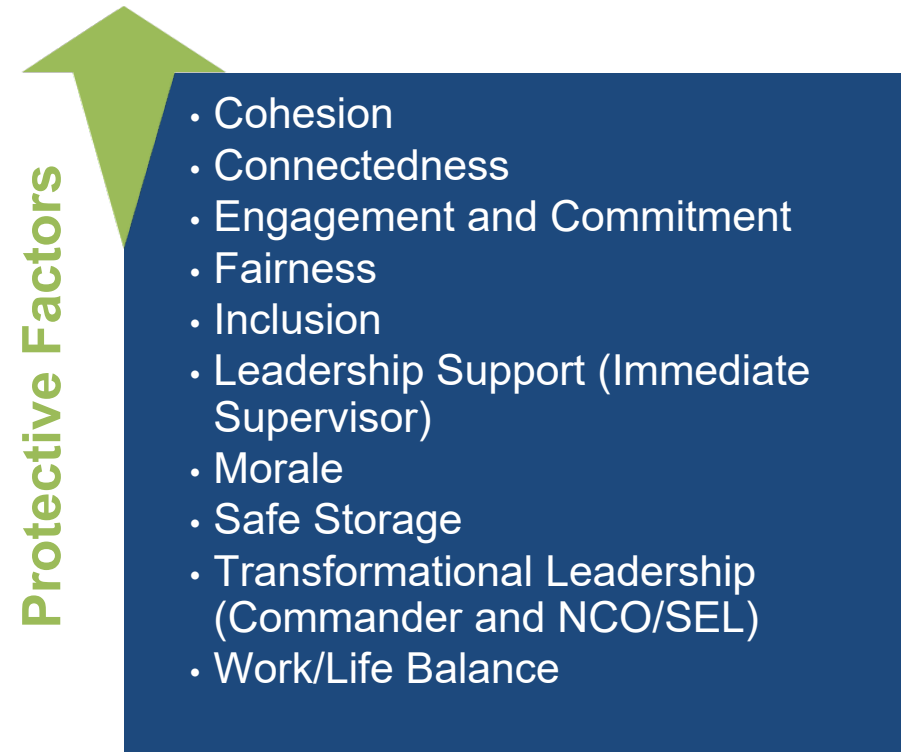 Protective Factors
• Cohesion
• Connectedness
• Engagement and Commitment
• Fairness
• Inclusion
• Leadership Support (Immediate
Supervisor)
• Morale
• Safe Storage
• Transformational Leadership
(Commander and NCO/SEL)
• Work/Life Balance